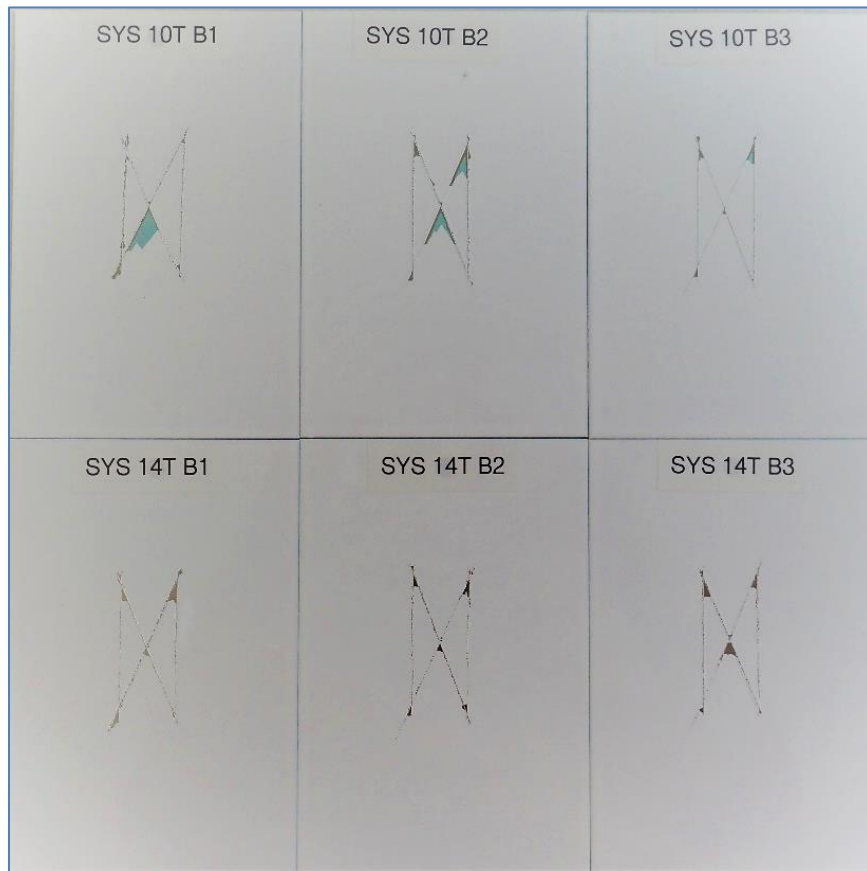 SYS 10T B1
SYS 10T B2
SYS 10T B3
SYS 14T B1
SYS 14T B2
SYS 14T B3